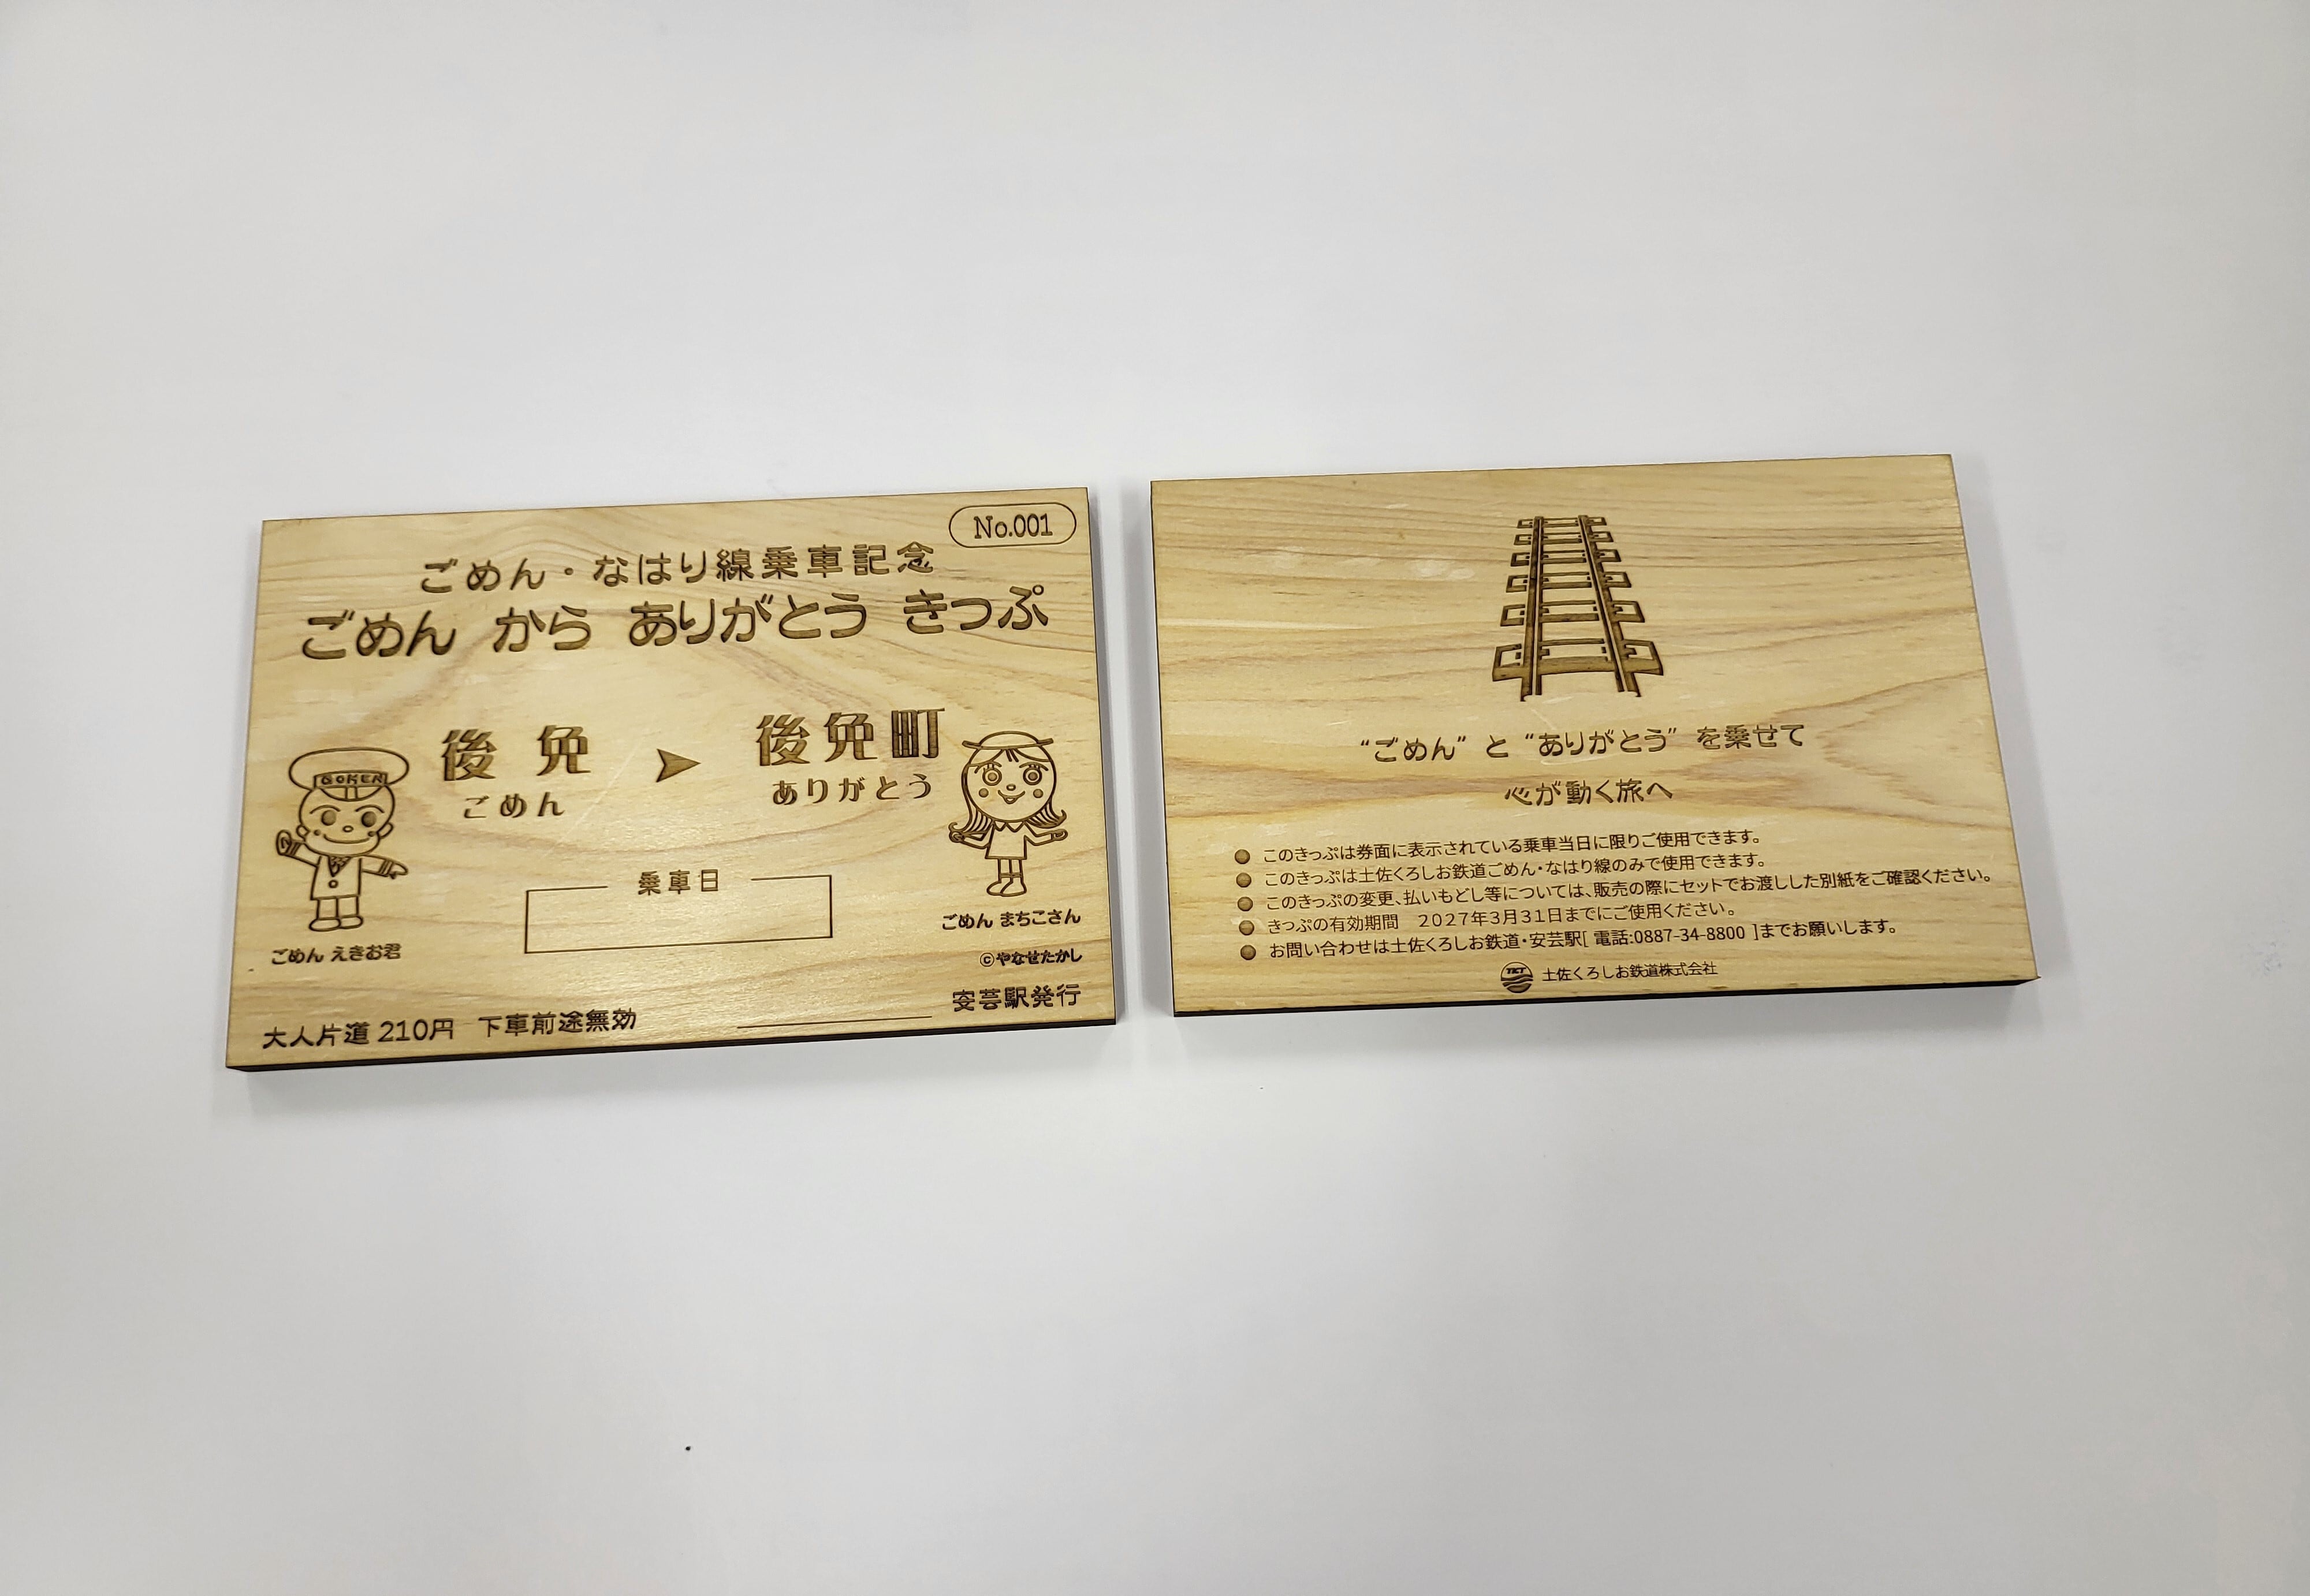 No.001
ごめん・なはり線乗車記念
ごめん から ありがとう きっぷ
後免 ➤ 後免町
ごめん ありがとう
GOMEN
乗車日
ごめん えきお君
ごめん まちこさん
©やなせたかし
安芸駅発行
大人片道 210円 下車前途無効
“ごめん” と “ありがとう” を乗せて
心が動く旅へ
● このきっぷは券面に表示されている乗車当日に限りご使用できます。
● このきっぷは土佐くろしお鉄道ごめん・なはり線のみで使用できます。
● このきっぷの変更、払いもどし等については、販売の際にセットでお渡しした別紙をご確認ください。
● きっぷの有効期間 2027年3月31日までにご使用ください。
● お問い合わせは土佐くろしお鉄道・安芸駅[ 電話:0887-34-8800 ]までお願いします。
TKT 土佐くろしお鉄道株式会社